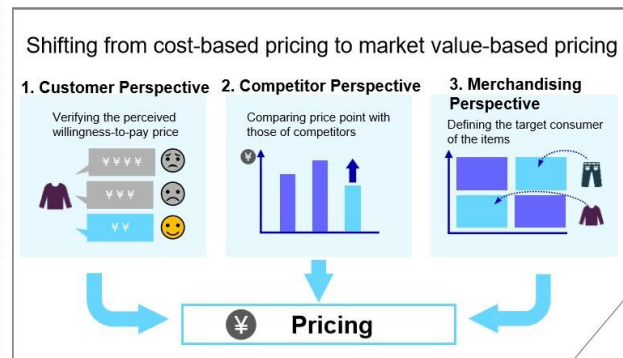 Shifting from cost-based pricing to market value-based pricing
1. Customer Perspective
Verifying the perceived
willingness-to-pay price
¥¥¥¥
¥¥¥
¥¥
2. Competitor Perspective
Comparing price point with
those of competitors
¥
3. Merchandising
Perspective
Defining the target consumer
of the items
¥ Pricing